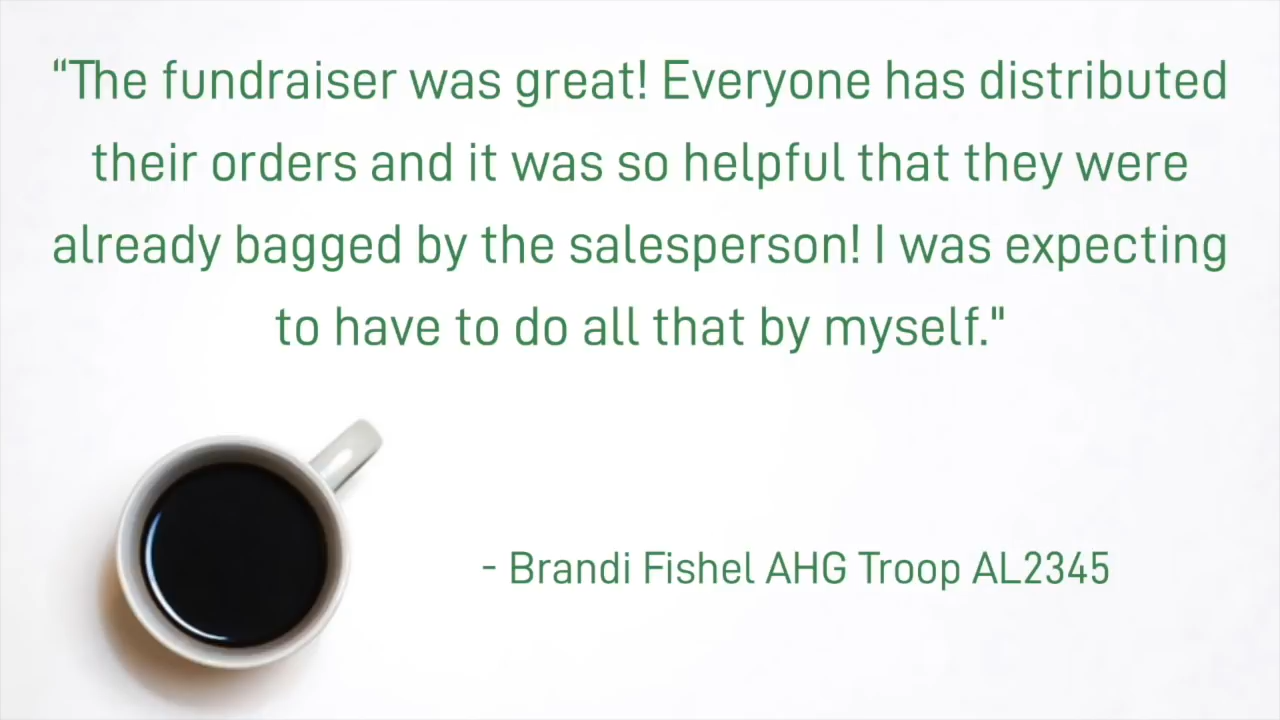 “The fundraiser was great! Everyone has distributed
their orders and it was so helpful that they were
already bagged by the salesperson! I was expecting
to have to do all that by myself."
- Brandi Fishel AHG Troop AL2345